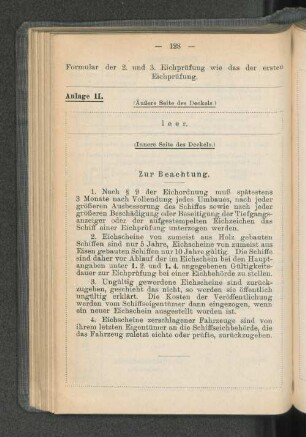 — 128 —
Formular der 2. und 3. Eichprüfung wie das der ersten
Eichprüfung.
Anlage II.
(Äußere Seite des Deckels.)
leer.
(Innere Seite des Deckels.)
Zur Beachtung.
1. Nach § 9 der Eichordnung muß spätestens
3 Monate nach Vollendung jedes Umbaues, nach jeder
größeren Ausbesserung des Schiffes sowie nach jeder
größeren Beschädigung oder Beseitigung der Tiefgangs-
anzeiger oder der aufgestempelten Eichzeichen das
Schiff einer Eichprüfung unterzogen werden.
2. Eichscheine von zumeist aus Holz gebauten
Schiffen sind nur 5 Jahre, Eichscheine von zumeist aus
Eisen gebauten Schiffen nur 10 Jahre gültig. Die Schiffe
sind daher vor Ablauf der im Eichschein bei den Haupt-
angaben unter 1. 2. und 1. 4. angegebenen Gültigkeits-
dauer zur Eichprüfung bei einer Eichbehörde zu stellen.
3. Ungültig gewordene Eichscheine sind zurück-
zugeben, geschieht das nicht, so werden sie öffentlich
ungültig erklärt. Die Kosten der Veröffentlichung
werden vom Schiffseigentümer dann eingezogen, wenn
ein neuer Eichschein ausgestellt worden ist.
4. Eichscheine zerschlagener Fahrzeuge sind von
ihrem letzten Eigentümer an die Schiffseichbehörde, die
das Fahrzeug zuletzt eichte oder prüfte, zurückzugeben.